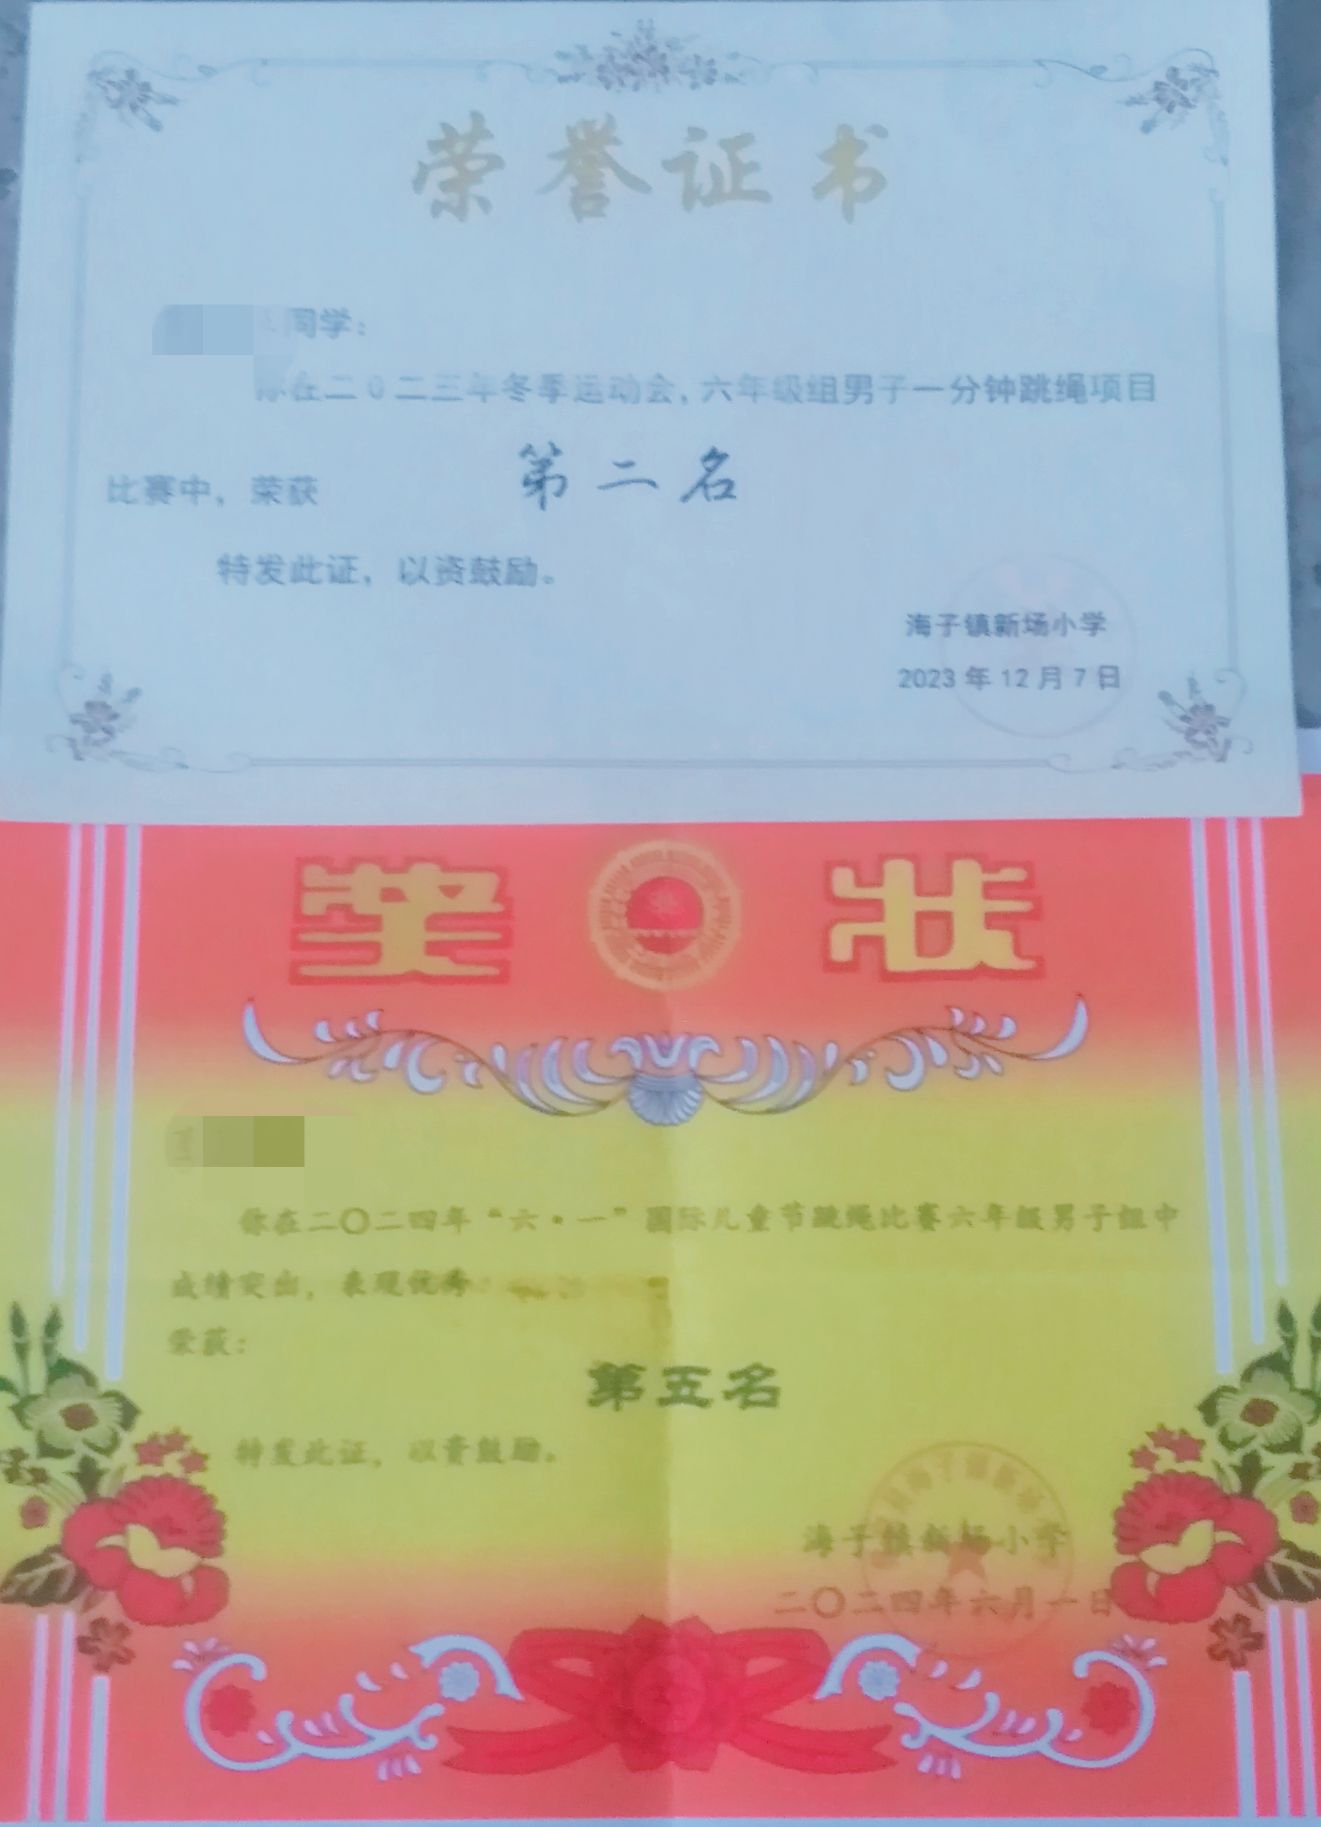 荣誉证书
同学：
你在二0二三年冬季运动会，六年级组男子一分钟跳绳项目
比赛中，荣获 第二名
特发此证，以资鼓励。
海子镇新场小学
2023年12月7日
奖状
你在二〇二四年“六·一”国际儿童节跳绳比赛六年级男子组中
成绩突出，表现优秀
荣获：
第五名
特发此证，以资鼓励。
海子镇新场小学
二〇二四年六月一日